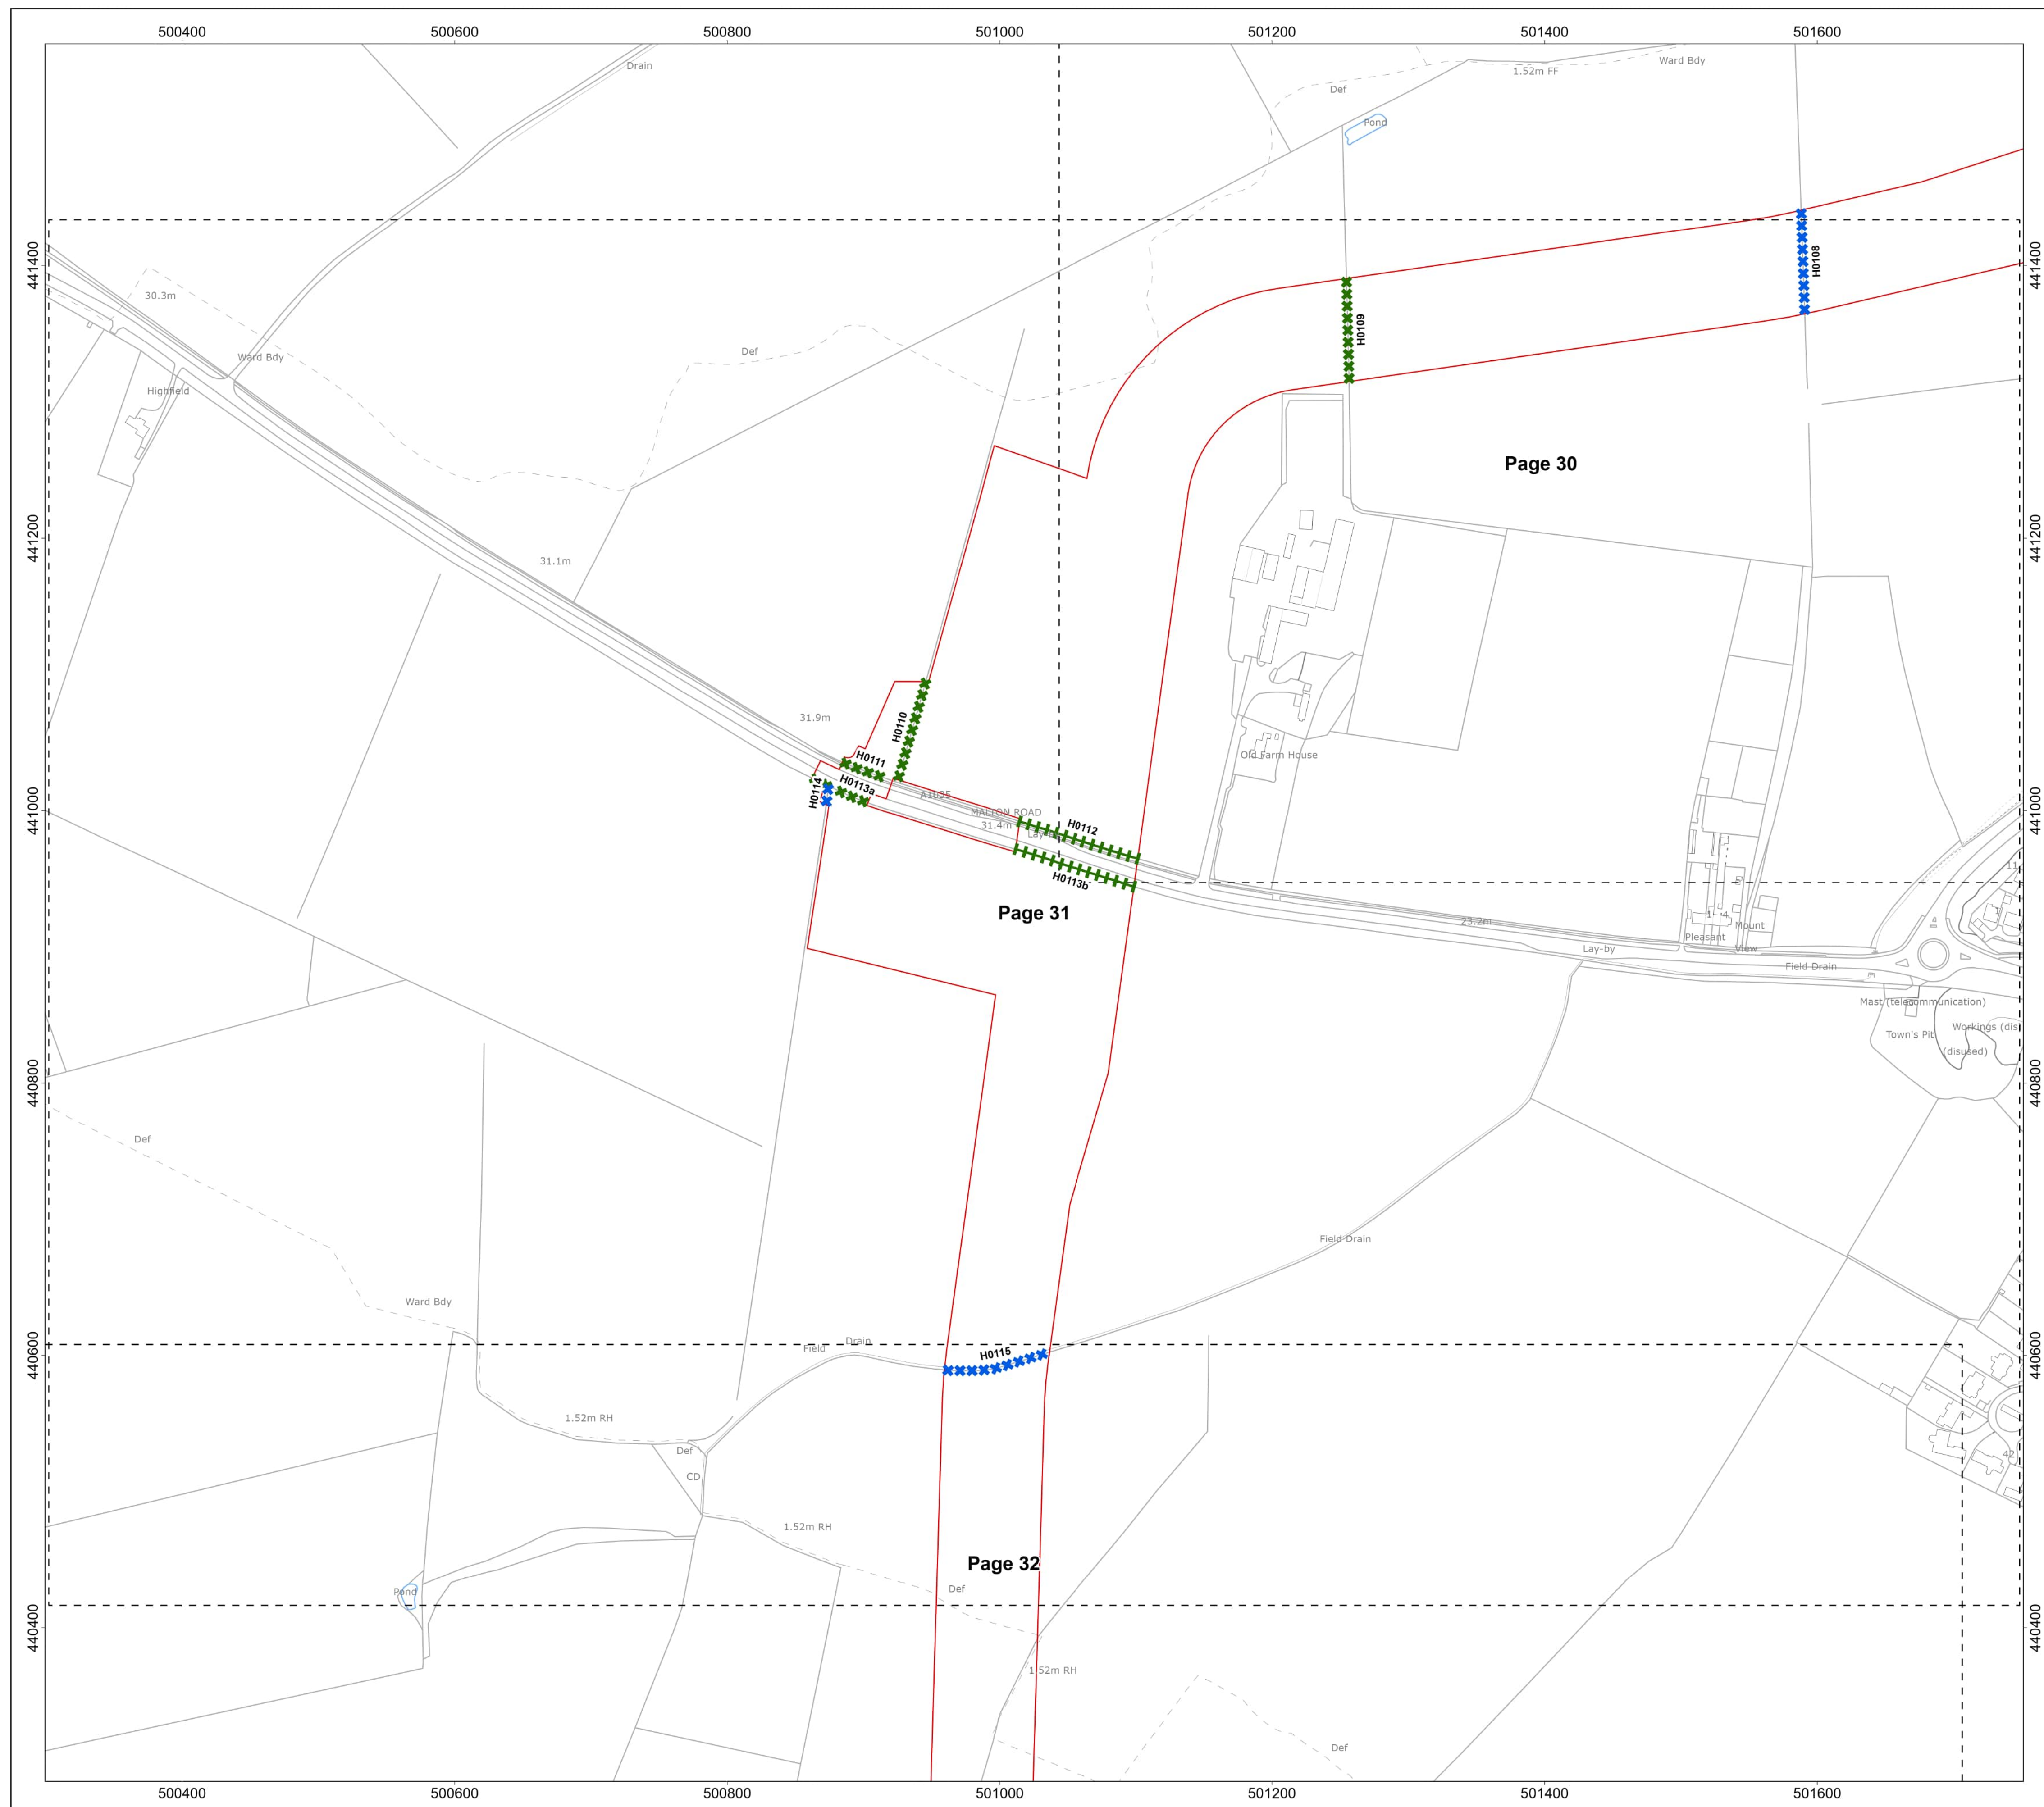 500400 500600 500800 501000 501200 501400 501600
Drain
Ward Bdy
1.52m FF
Def
Pond
441400
441400
H0108
30.3m
H0109
Ward Bdy
Def
Highfield
Page 30
441200
441200
31.1m
31.9m
H0110
H0111
Old Farm House
H0113a
H0114
A1035
441000
441000
MALTON ROAD
31.4m
H0112
H0113b
Page 31
23.2m
1
4
Mount
Pleasant
View
Lay-by
Field Drain
Mast (telecommunication)
Town's Pit
Workings (dis
(disused)
440800
440800
Def
Field Drain
Ward Bdy
440600
440600
Field
Drain
H0115
1.52m RH
Def
CD
42
1.52m RH
Page 32
Def
Pond
440400
440400
1.52m RH
Def
500400 500600 500800 501000 501200 501400 501600